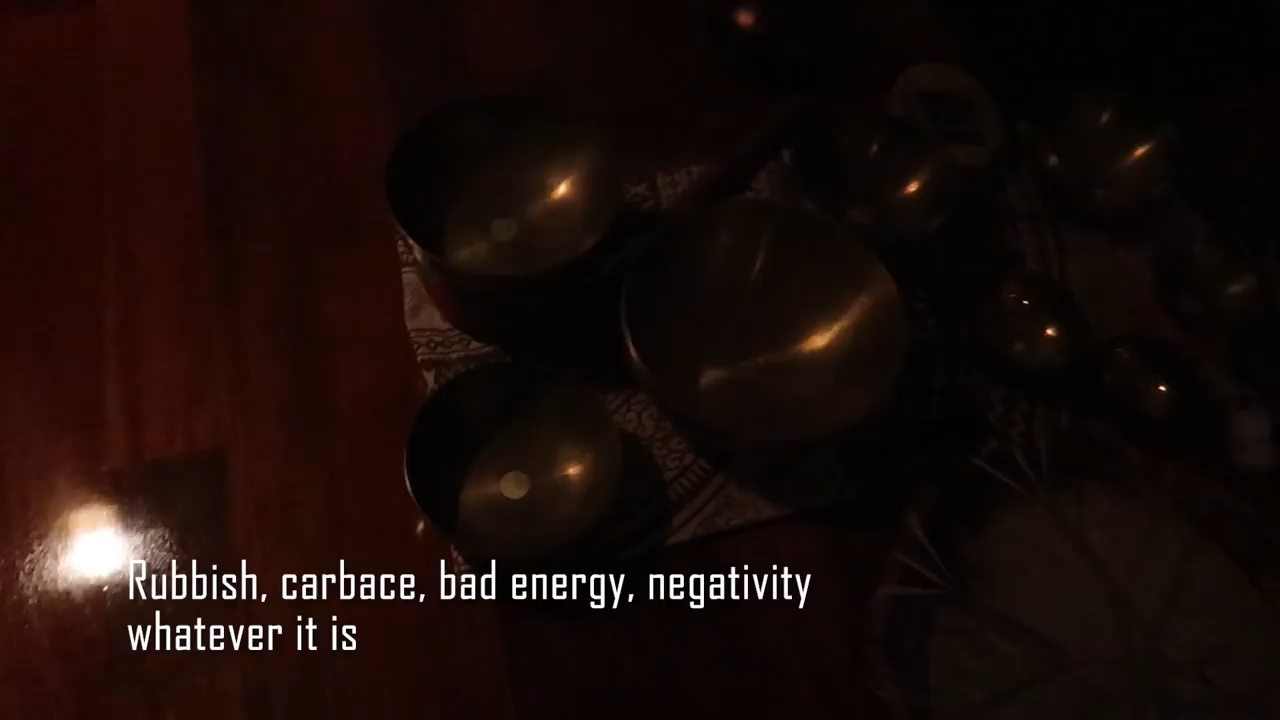 Rubbish, carbace, bad energy, negativity
whatever it is